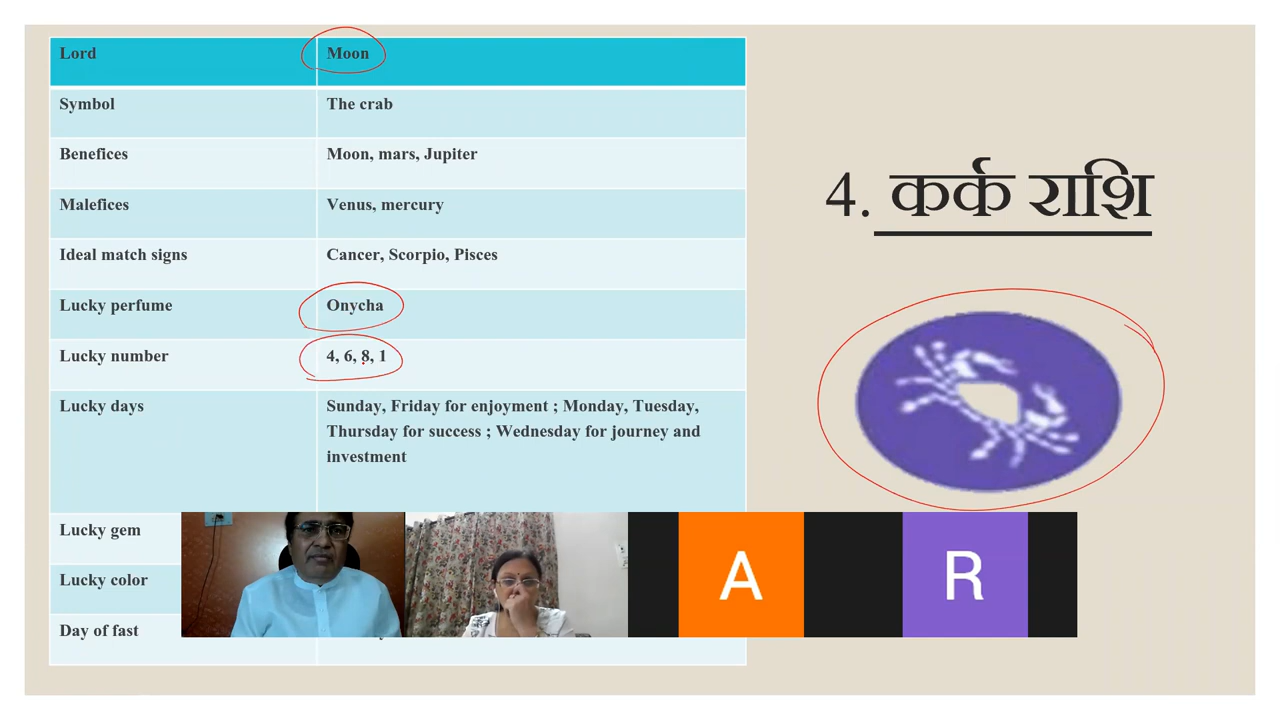 Lord Moon
Symbol The crab
Benefices Moon, mars, Jupiter
Malefices Venus, mercury
Ideal match signs Cancer, Scorpio, Pisces
Lucky perfume Onycha
Lucky number 4, 6, 8, 1
Lucky days Sunday, Friday for enjoyment ; Monday, Tuesday,
Thursday for success ; Wednesday for journey and
investment
Lucky gem
Lucky color
Day of fast
4. कर्क राशि
A
R